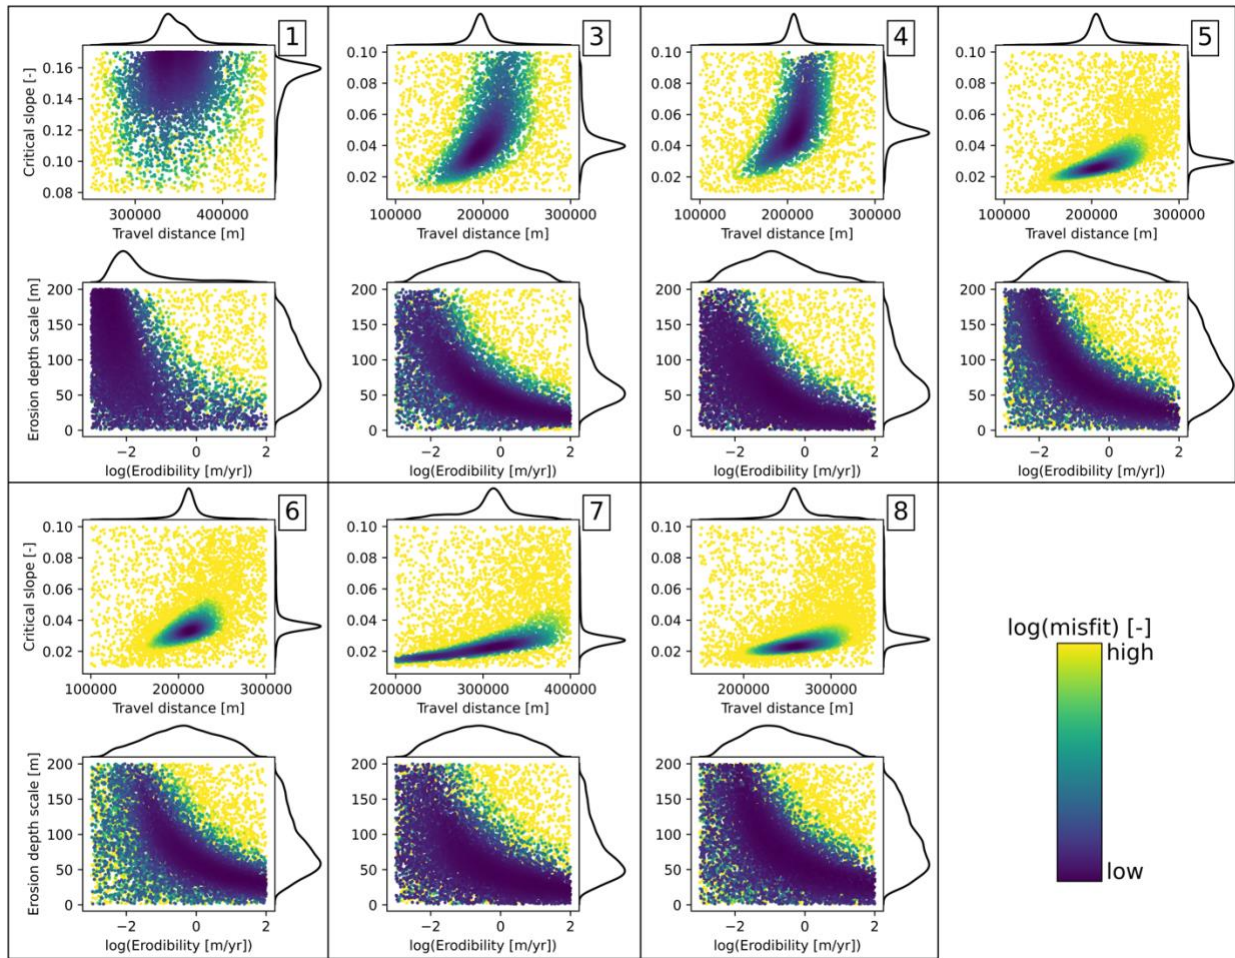 1
3
4
5
0.16
0.14
0.12
0.10
0.08
Critical slope [-]
300000 400000
Travel distance [m]
0.10
0.08
0.06
0.04
0.02
100000 200000 300000
Travel distance [m]
0.10
0.08
0.06
0.04
0.02
100000 200000 300000
Travel distance [m]
0.10
0.08
0.06
0.04
0.02
100000 200000 300000
Travel distance [m]
200
150
100
50
0
Erosion depth scale [m]
−2 0 2
log(Erodibility [m/yr])
200
150
100
50
0
−2 0 2
log(Erodibility [m/yr])
200
150
100
50
0
−2 0 2
log(Erodibility [m/yr])
200
150
100
50
0
−2 0 2
log(Erodibility [m/yr])
6
7
8
0.10
0.08
0.06
0.04
0.02
Critical slope [-]
100000 200000 300000
Travel distance [m]
0.10
0.08
0.06
0.04
0.02
200000 300000 400000
Travel distance [m]
0.10
0.08
0.06
0.04
0.02
200000 300000
Travel distance [m]
200
150
100
50
0
Erosion depth scale [m]
−2 0 2
log(Erodibility [m/yr])
200
150
100
50
0
−2 0 2
log(Erodibility [m/yr])
200
150
100
50
0
−2 0 2
log(Erodibility [m/yr])
log(misfit) [-]
high
low